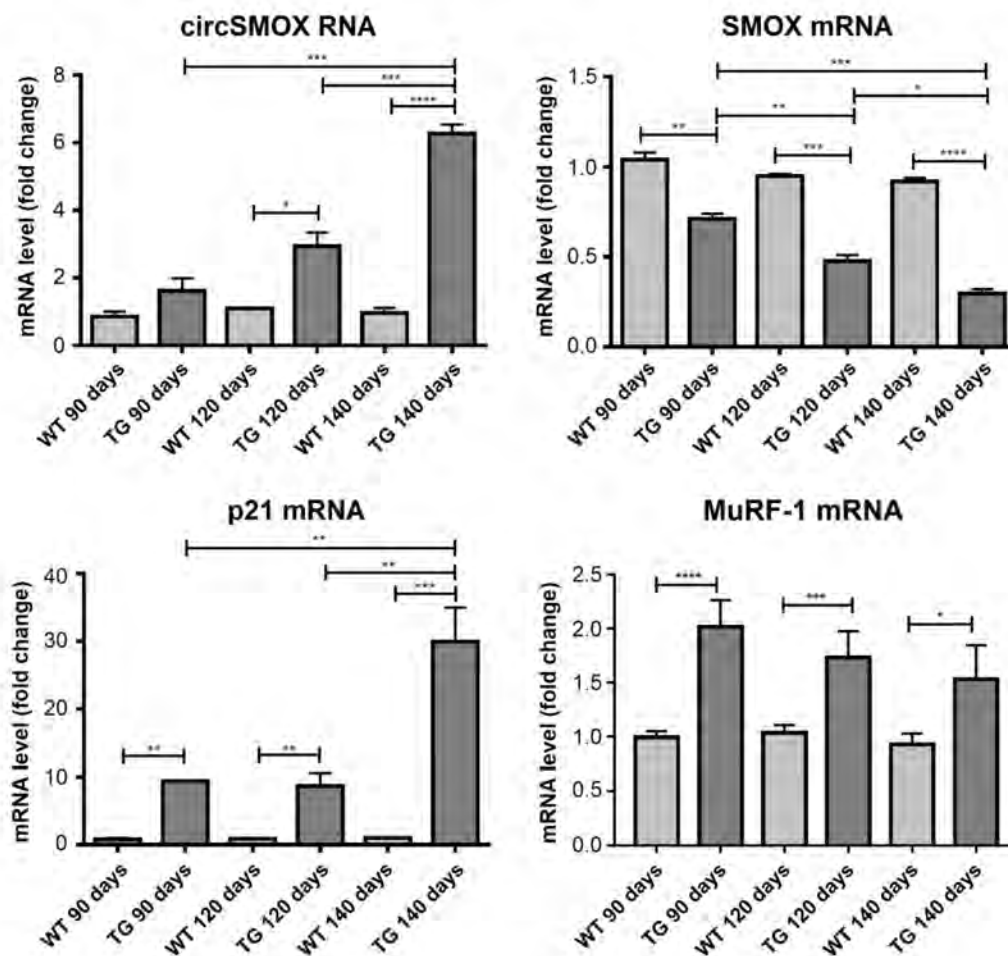 circSMOX RNA
mRNA level (fold change)
8
6
4
2
0
***
***
****
*
WT 90 days
TG 90 days
WT 120 days
TG 120 days
WT 140 days
TG 140 days
SMOX mRNA
mRNA level (fold change)
1.5
1.0
0.5
0.0
***
*
**
**
***
****
WT 90 days
TG 90 days
WT 120 days
TG 120 days
WT 140 days
TG 140 days
p21 mRNA
mRNA level (fold change)
40
30
20
10
0
**
**
***
**
**
WT 90 days
TG 90 days
WT 120 days
TG 120 days
WT 140 days
TG 140 days
MuRF-1 mRNA
mRNA level (fold change)
2.5
2.0
1.5
1.0
0.5
0.0
****
***
*
WT 90 days
TG 90 days
WT 120 days
TG 120 days
WT 140 days
TG 140 days